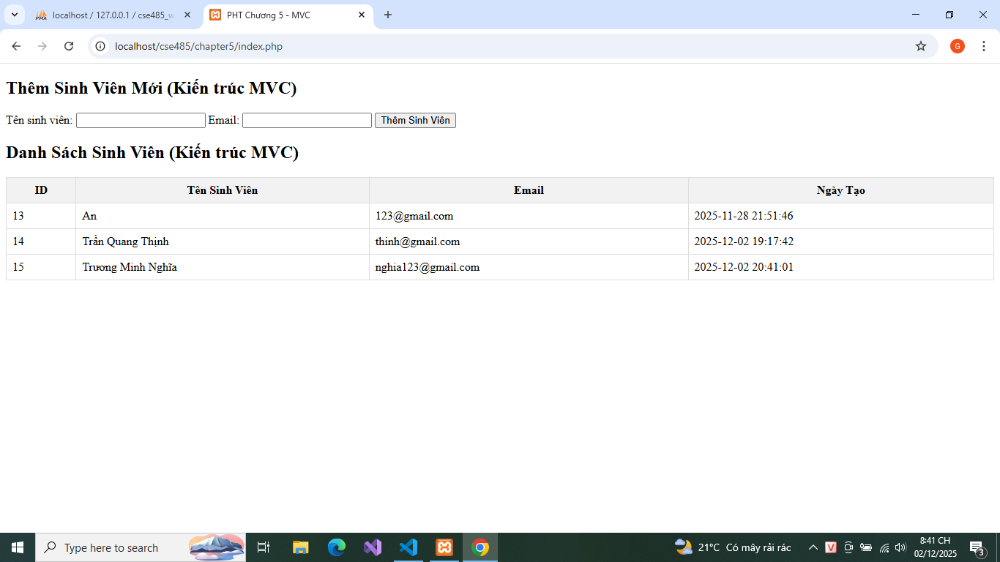 localhost / 127.0.0.1 / cse485_w
PHT Chương 5 - MVC
localhost/cse485/chapter5/index.php
G
Thêm Sinh Viên Mới (Kiến trúc MVC)
Tên sinh viên: Email: Thêm Sinh Viên
Danh Sách Sinh Viên (Kiến trúc MVC)
ID Tên Sinh Viên Email Ngày Tạo
13 An 123@gmail.com 2025-11-28 21:51:46
14 Trần Quang Thịnh thinh@gmail.com 2025-12-02 19:17:42
15 Trương Minh Nghĩa nghia123@gmail.com 2025-12-02 20:41:01
Type here to search 21°C Có mây rải rác V 8:41 CH
02/12/2025 3